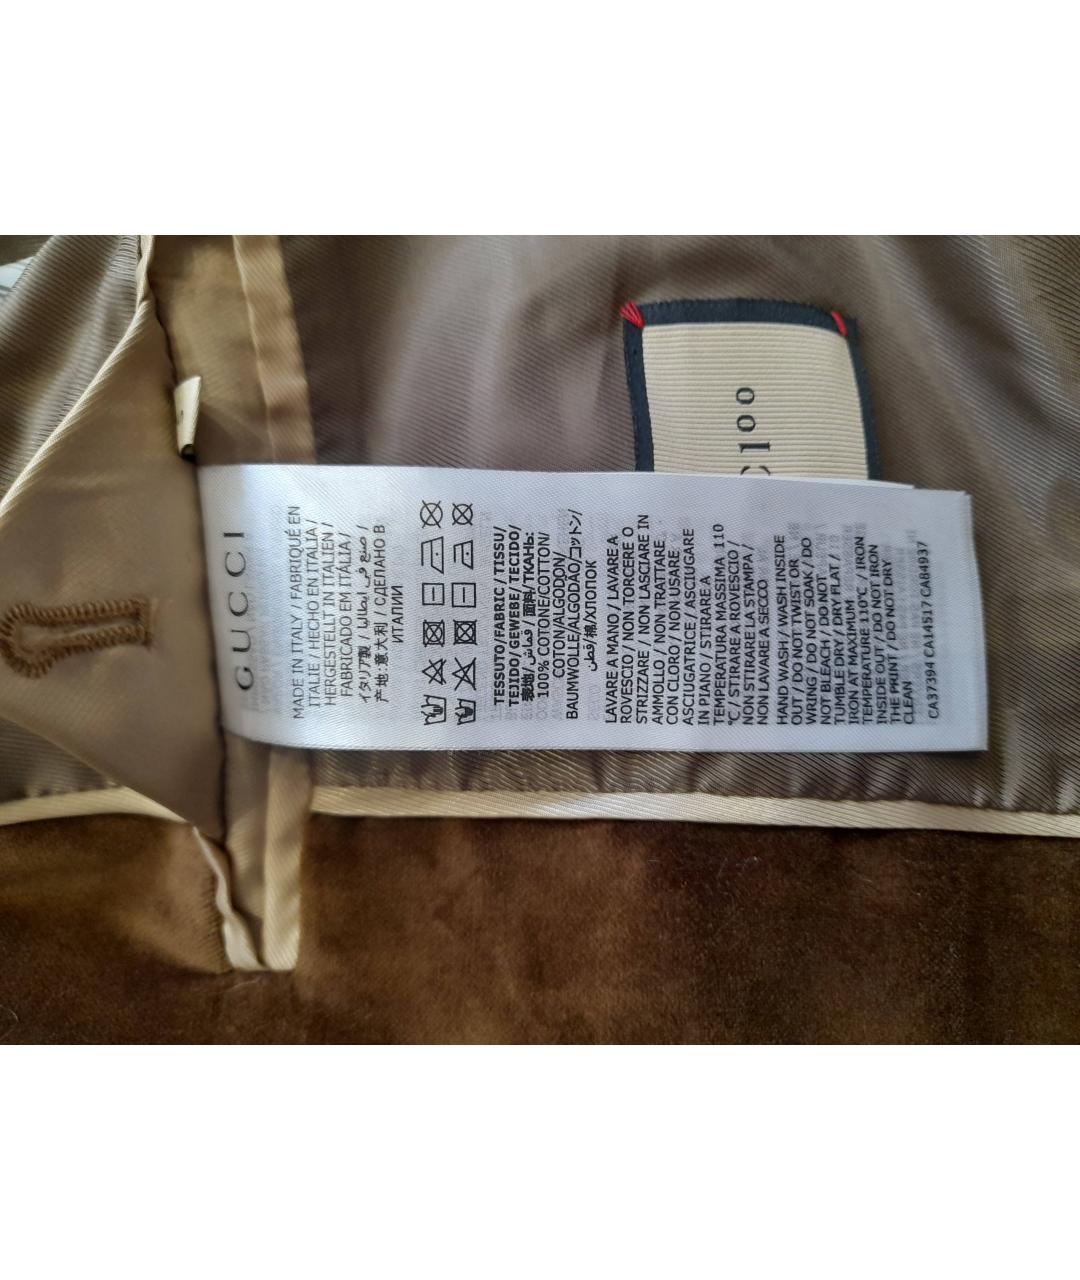 GUCCI
MADE IN ITALY / FABRIQUÉ EN
ITALIE / HECHO EN ITALIA /
HERGESTELLT IN ITALIEN /
FABRICADO EM ITÁLIA /
イタリア製 / صنع في إيطاليا /
产地:意大利 / СДЕЛАНО В
ИТАЛИИ
TESSUTO/FABRIC / TISSU/
TEJIDO/ GEWEBE/ TECIDO/
表地/ قماش/ 面料/ ТКАНЬ:
100% COTONE/COTTON/
COTON/ALGODON/
BAUMWOLLE/ALGODÃO/コットン/
قطن/棉/ХЛОПОК
LAVARE A MANO / LAVARE A
ROVESCIO / NON TORCERE O
STRIZZARE / NON LASCIARE IN
AMMOLLO / NON TRATTARE
CON CLORO / NON USARE
ASCIUGATRICE / ASCIUGARE
IN PIANO / STIRARE A
TEMPERATURA MASSIMA 110
°C / STIRARE A ROVESCIO /
NON STIRARE LA STAMPA /
NON LAVARE A SECCO
HAND WASH / WASH INSIDE
OUT / DO NOT TWIST OR
WRING / DO NOT SOAK / DO
NOT BLEACH / DO NOT
TUMBLE DRY / DRY FLAT /
IRON AT MAXIMUM
TEMPERATURE 110°C / IRON
INSIDE OUT / DO NOT IRON
THE PRINT / DO NOT DRY
CLEAN
CA37394 CA14517 CA84937